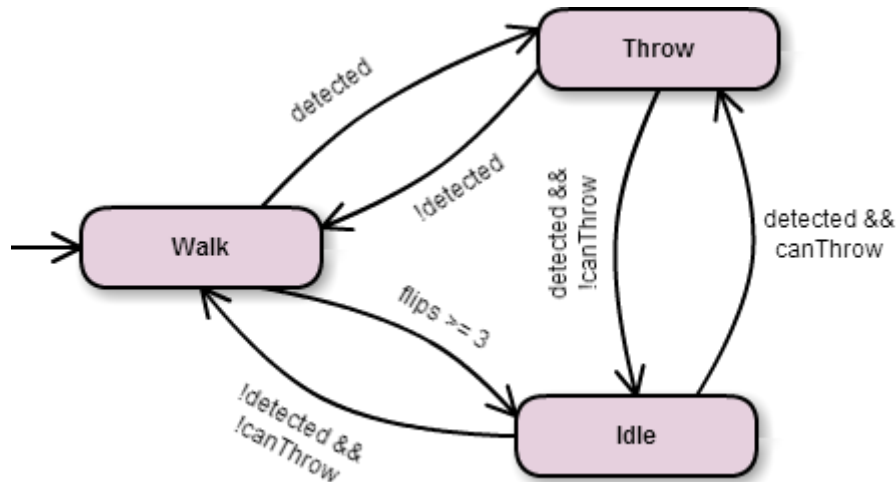 Throw
detected
!detected
detected &&
!canThrow
detected &&
canThrow
Walk
flips >= 3
!detected &&
!canThrow
Idle